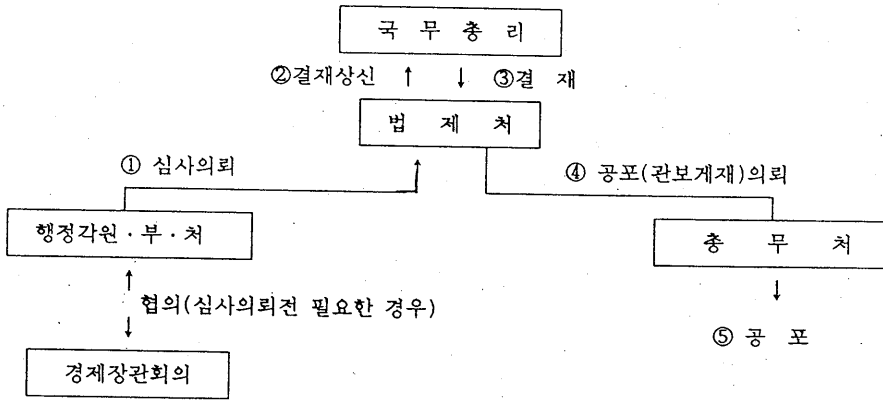 국 무 총 리
②결재상신 ↑ ↓ ③결 재
법 제 처
① 심사의뢰
④ 공포(관보게재)의뢰
행정각원·부·처
총 무 처
협의(심사의뢰전 필요한 경우)
⑤ 공 포
경제장관회의